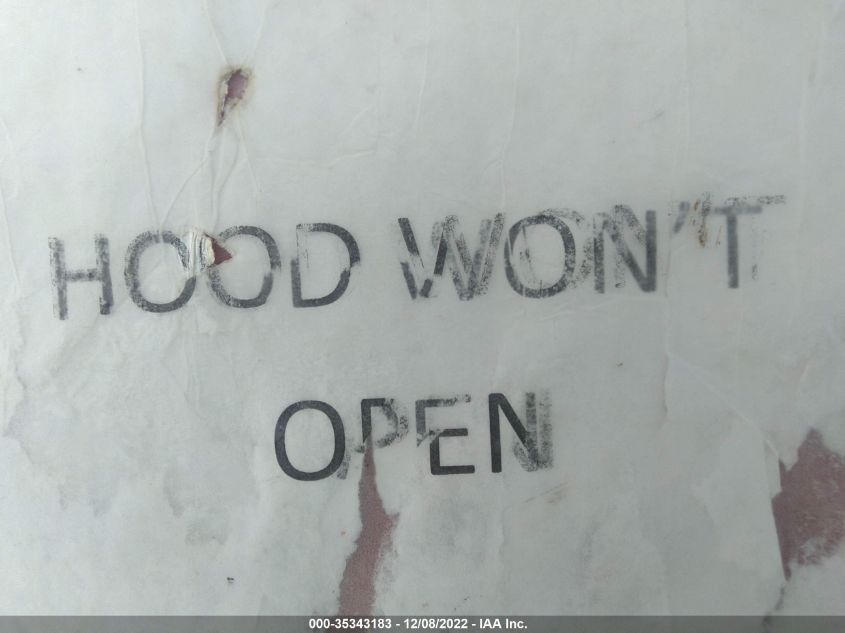 HOOD WON'T
OPEN
000-35343183 - 12/08/2022 - IAA Inc.